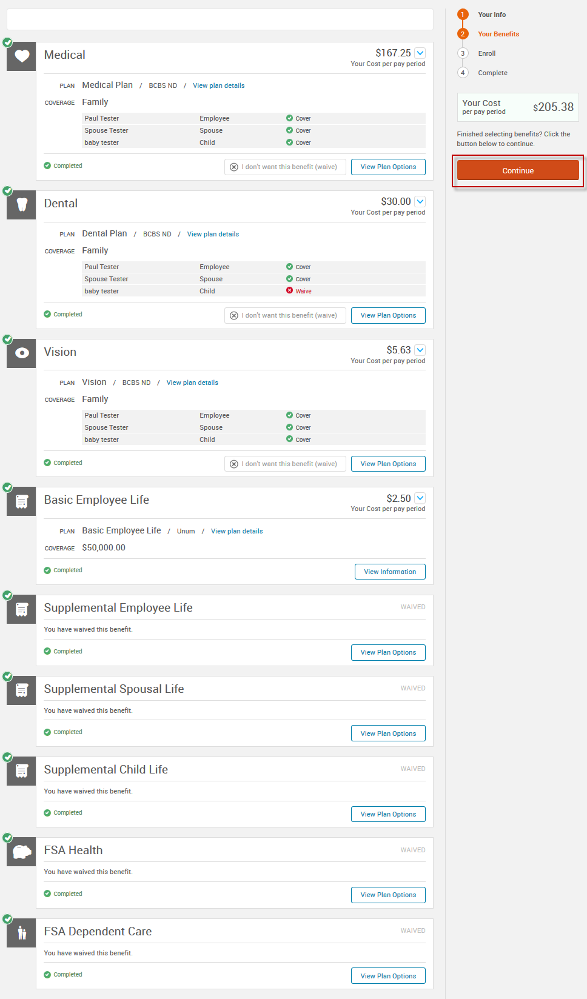 Medical
$167.25
Your Cost per pay period
PLAN Medical Plan / BCBS ND / View plan details
COVERAGE Family
Paul Tester Employee Cover
Spouse Tester Spouse Cover
baby tester Child Cover
Completed I don't want this benefit (waive) View Plan Options
Dental
$30.00
Your Cost per pay period
PLAN Dental Plan / BCBS ND / View plan details
COVERAGE Family
Paul Tester Employee Cover
Spouse Tester Spouse Cover
baby tester Child Waive
Completed I don't want this benefit (waive) View Plan Options
Vision
$5.63
Your Cost per pay period
PLAN Vision / BCBS ND / View plan details
COVERAGE Family
Paul Tester Employee Cover
Spouse Tester Spouse Cover
baby tester Child Cover
Completed I don't want this benefit (waive) View Plan Options
Basic Employee Life
$2.50
Your Cost per pay period
PLAN Basic Employee Life / Unum / View plan details
COVERAGE $50,000.00
Completed View Information
Supplemental Employee Life WAIVED
You have waived this benefit.
Completed View Plan Options
Supplemental Spousal Life WAIVED
You have waived this benefit.
Completed View Plan Options
Supplemental Child Life WAIVED
You have waived this benefit.
Completed View Plan Options
FSA Health WAIVED
You have waived this benefit.
Completed View Plan Options
FSA Dependent Care WAIVED
You have waived this benefit.
Completed View Plan Options
1 Your Info
2 Your Benefits
3 Enroll
4 Complete
Your Cost
per pay period
$205.38
Finished selecting benefits? Click the
button below to continue.
Continue